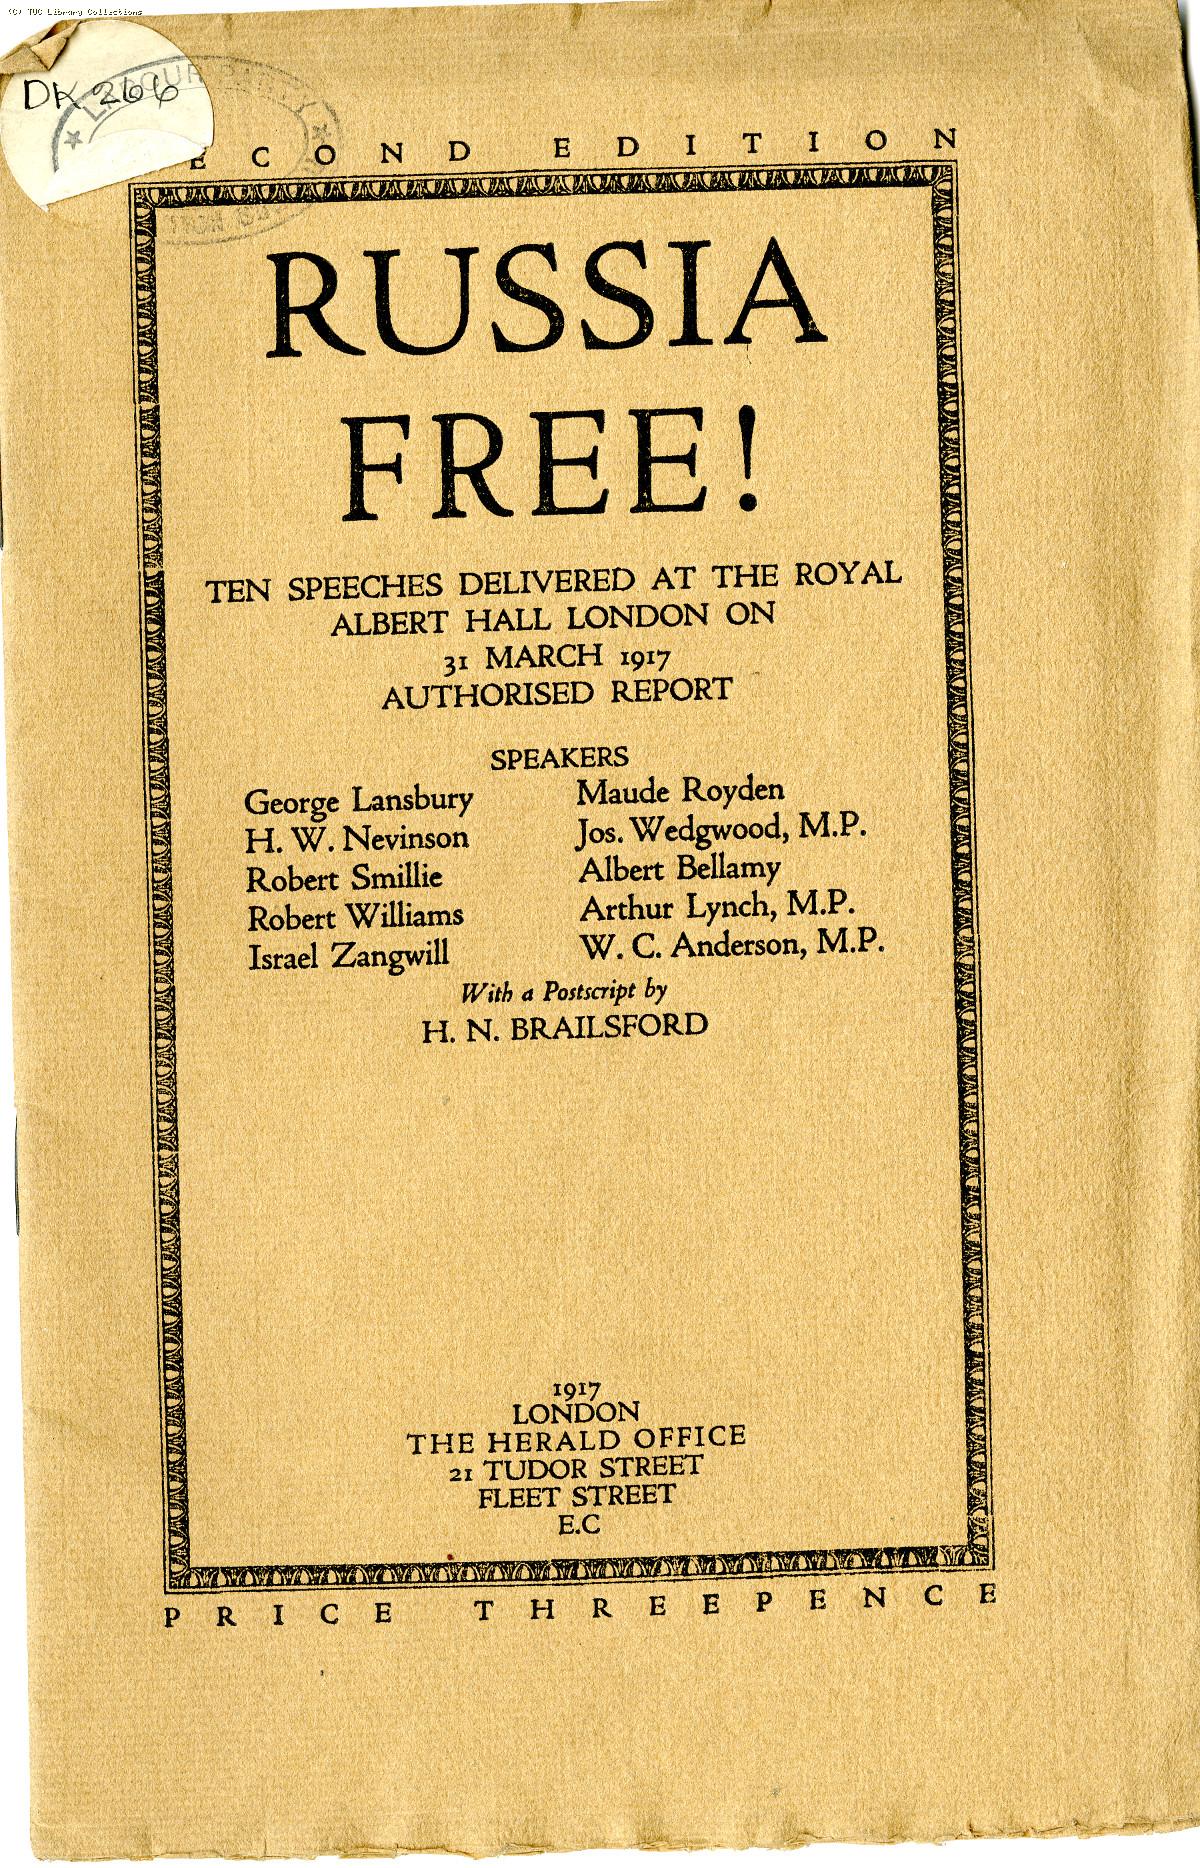 (C) TUC Library Collections
DK 266
LABOUR PARTY
ECOND EDITION
RUSSIA
FREE!
TEN SPEECHES DELIVERED AT THE ROYAL
ALBERT HALL LONDON ON
31 MARCH 1917
AUTHORISED REPORT
SPEAKERS
George Lansbury
H. W. Nevinson
Robert Smillie
Robert Williams
Israel Zangwill
Maude Royden
Jos. Wedgwood, M.P.
Albert Bellamy
Arthur Lynch, M.P.
W. C. Anderson, M.P.
With a Postscript by
H. N. BRAILSFORD
1917
LONDON
THE HERALD OFFICE
21 TUDOR STREET
FLEET STREET
E.C
PRICE THREEPENCE